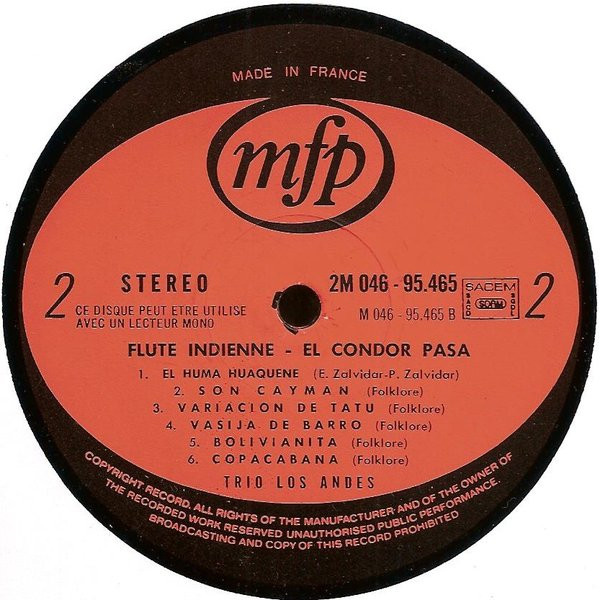 MADE IN FRANCE
mfp
2
STEREO
2M 046 - 95.465
SACEM
SACD
SDRM
SGDL
2
CE DISQUE PEUT ETRE UTILISE
AVEC UN LECTEUR MONO
M 046 - 95.465 B
FLUTE INDIENNE - EL CONDOR PASA
1. EL HUMA HUAQUENE (E. Zalvidar-P. Zalvidar)
2. SON CAYMAN (Folklore)
3. VARIACION DE TATU (Folklore)
4. VASIJA DE BARRO (Folklore)
5. BOLIVIANITA (Folklore)
6. COPACABANA (Folklore)
TRIO LOS ANDES
COPYRIGHT RECORD. ALL RIGHTS OF THE MANUFACTURER AND OF THE OWNER OF
THE RECORDED WORK RESERVED UNAUTHORISED PUBLIC PERFORMANCE.
BROADCASTING AND COPY OF THIS RECORD PROHIBITED